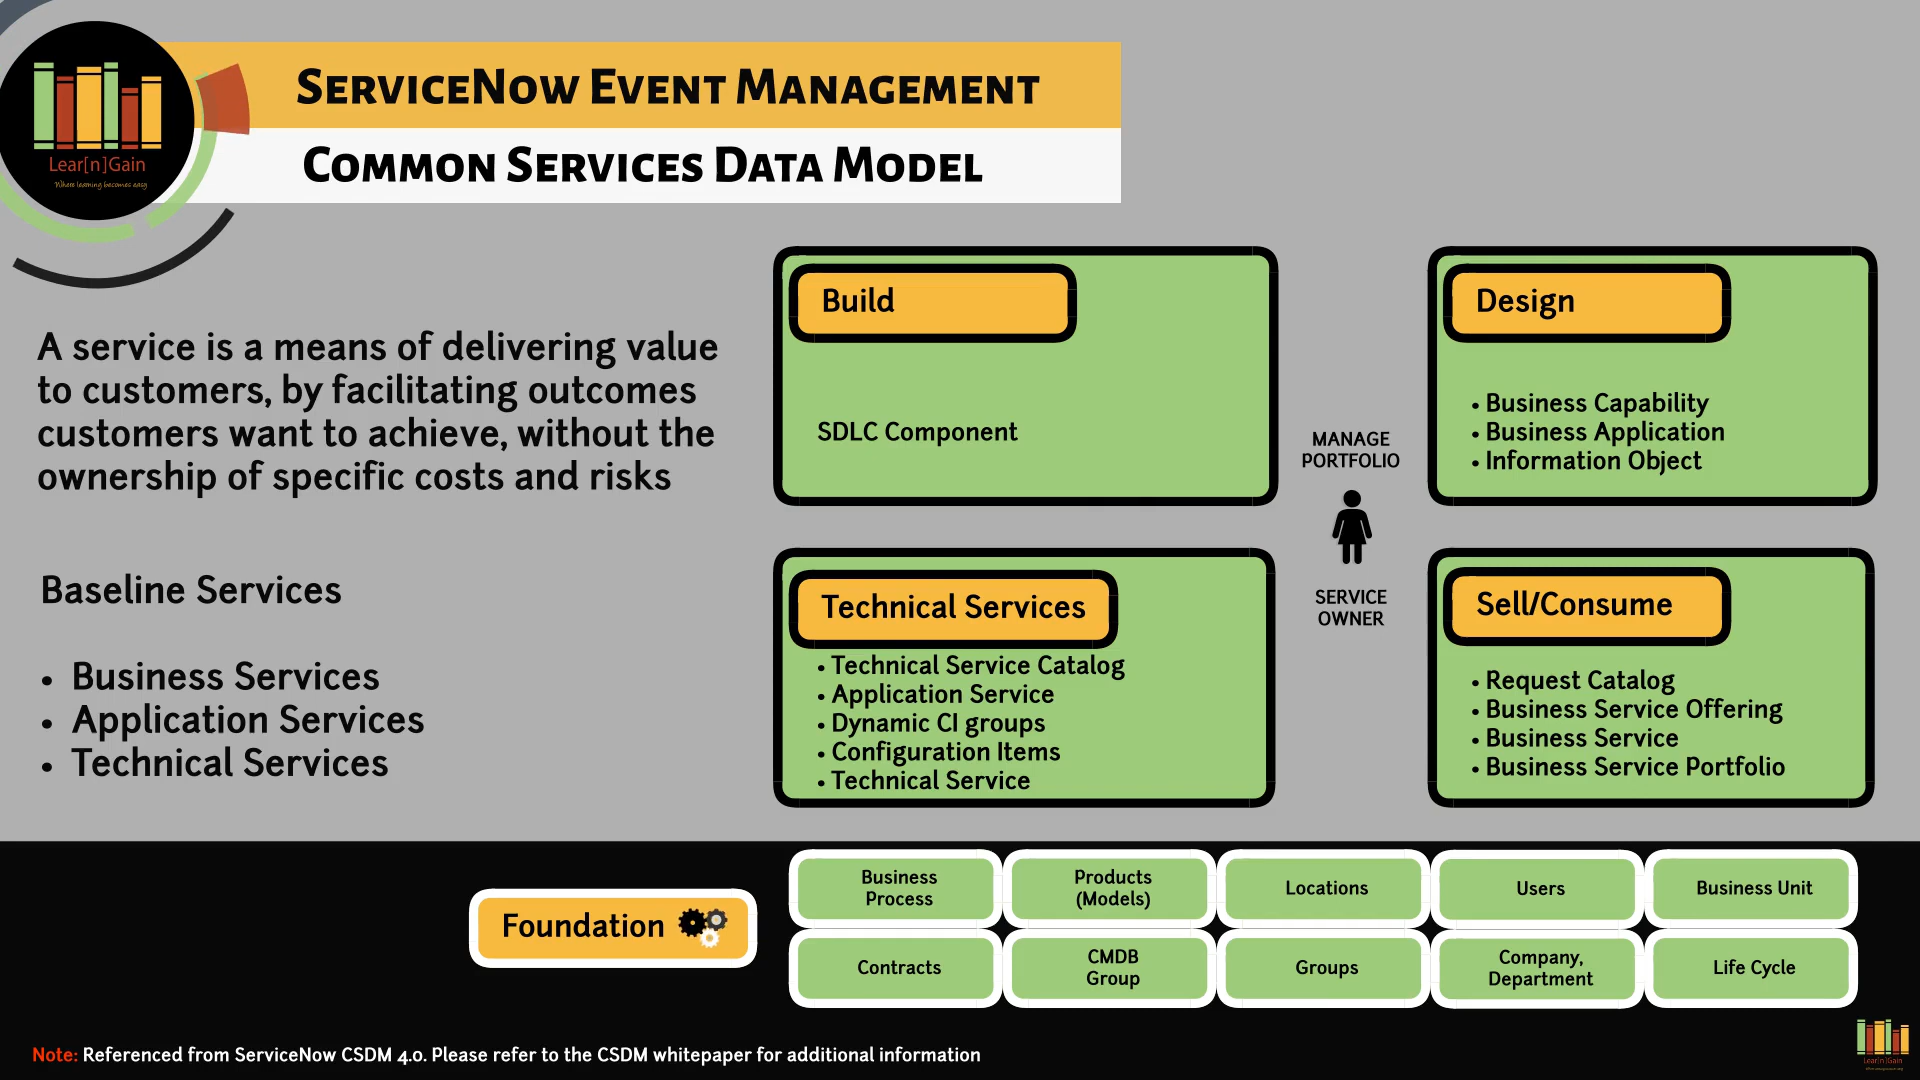 ServiceNow Event Management
Common Services Data Model
Lear[n]Gain
Where learning becomes easy
A service is a means of delivering value
to customers, by facilitating outcomes
customers want to achieve, without the
ownership of specific costs and risks
Baseline Services
• Business Services
• Application Services
• Technical Services
Build
SDLC Component
Design
• Business Capability
• Business Application
• Information Object
MANAGE
PORTFOLIO
SERVICE
OWNER
Technical Services
• Technical Service Catalog
• Application Service
• Dynamic CI groups
• Configuration Items
• Technical Service
Sell/Consume
• Request Catalog
• Business Service Offering
• Business Service
• Business Service Portfolio
Foundation
Business
Process
Products
(Models)
Locations
Users
Business Unit
Contracts
CMDB
Group
Groups
Company,
Department
Life Cycle
Note: Referenced from ServiceNow CSDM 4.0. Please refer to the CSDM whitepaper for additional information
Lear[n]Gain